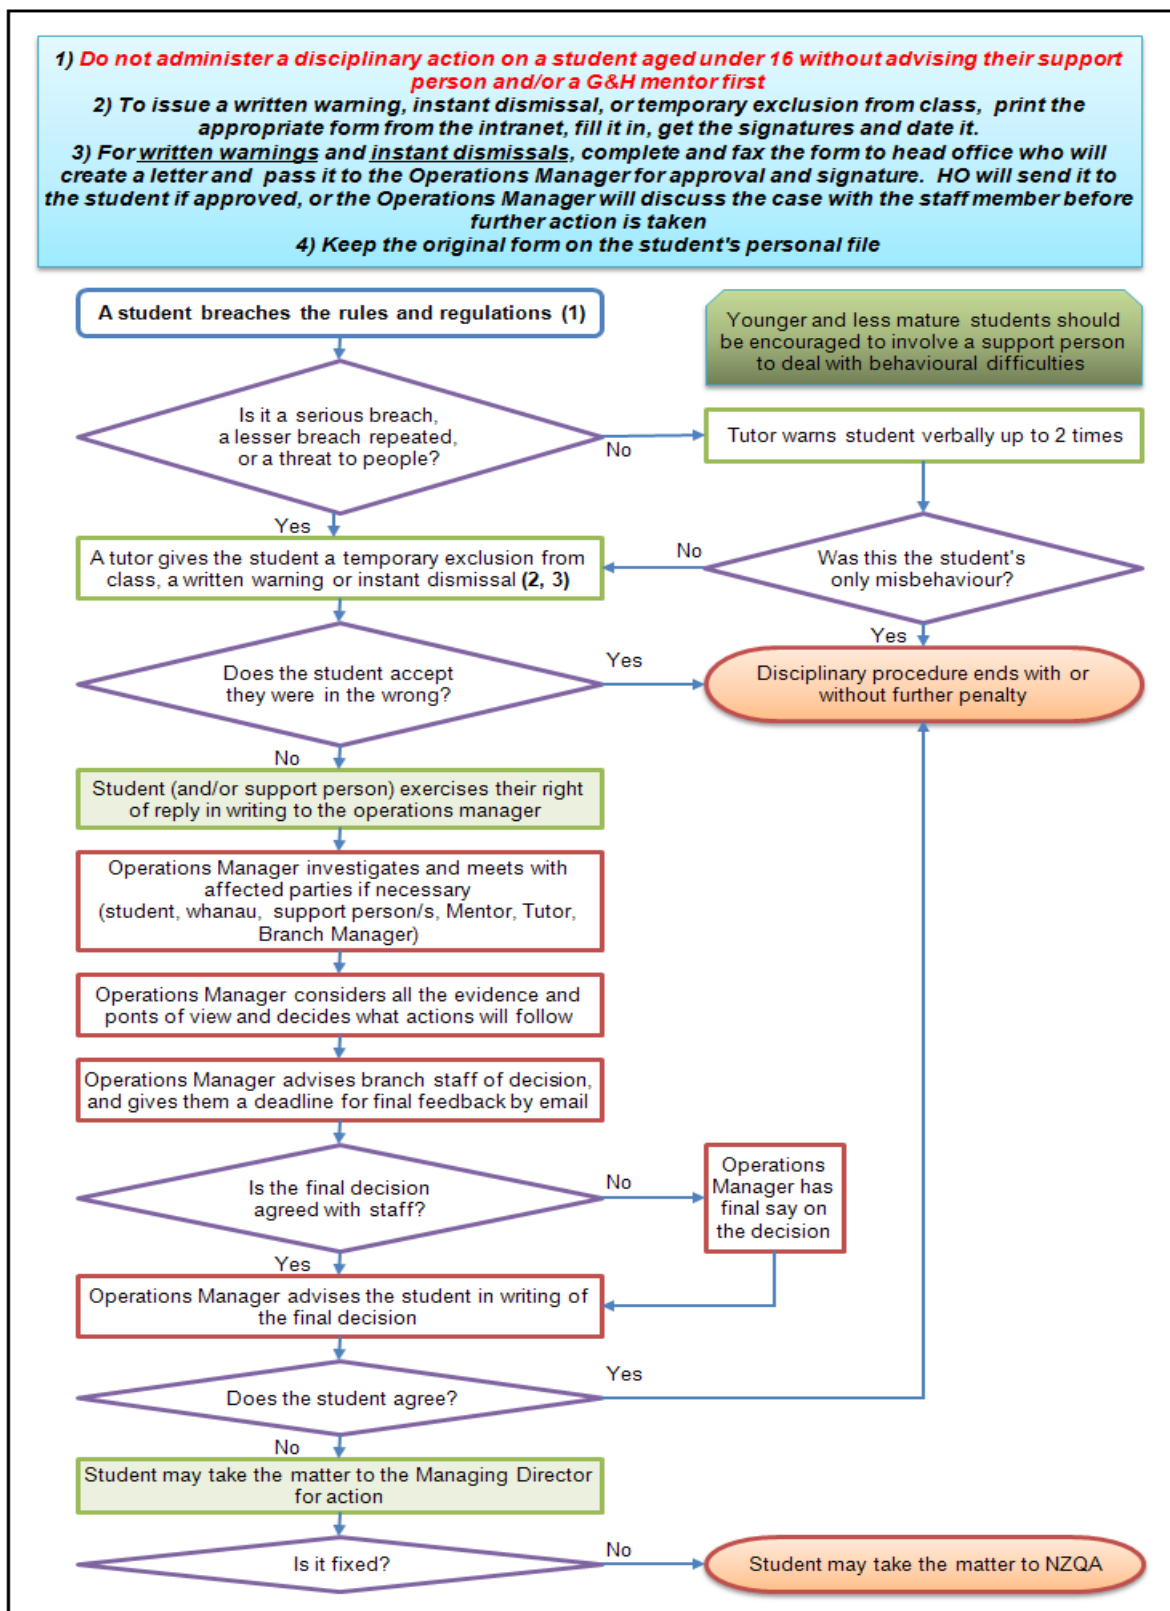 1) Do not administer a disciplinary action on a student aged under 16 without advising their support
person and/or a G&H mentor first
2) To issue a written warning, instant dismissal, or temporary exclusion from class, print the
appropriate form from the intranet, fill it in, get the signatures and date it.
3) For written warnings and instant dismissals, complete and fax the form to head office who will
create a letter and pass it to the Operations Manager for approval and signature. HO will send it to
the student if approved, or the Operations Manager will discuss the case with the staff member before
further action is taken
4) Keep the original form on the student's personal file
A student breaches the rules and regulations (1)
Younger and less mature students should
be encouraged to involve a support person
to deal with behavioural difficulties
Is it a serious breach,
a lesser breach repeated,
or a threat to people?
No
Tutor warns student verbally up to 2 times
Yes
A tutor gives the student a temporary exclusion from
class, a written warning or instant dismissal (2, 3)
No
Was this the student's
only misbehaviour?
Yes
Does the student accept
they were in the wrong?
Yes
Disciplinary procedure ends with or
without further penalty
No
Student (and/or support person) exercises their right
of reply in writing to the operations manager
Operations Manager investigates and meets with
affected parties if necessary
(student, whanau, support person/s, Mentor, Tutor,
Branch Manager)
Operations Manager considers all the evidence and
ponts of view and decides what actions will follow
Operations Manager advises branch staff of decision,
and gives them a deadline for final feedback by email
Is the final decision
agreed with staff?
No
Operations
Manager has
final say on
the decision
Yes
Operations Manager advises the student in writing of
the final decision
Does the student agree?
Yes
No
Student may take the matter to the Managing Director
for action
Is it fixed?
No
Student may take the matter to NZQA